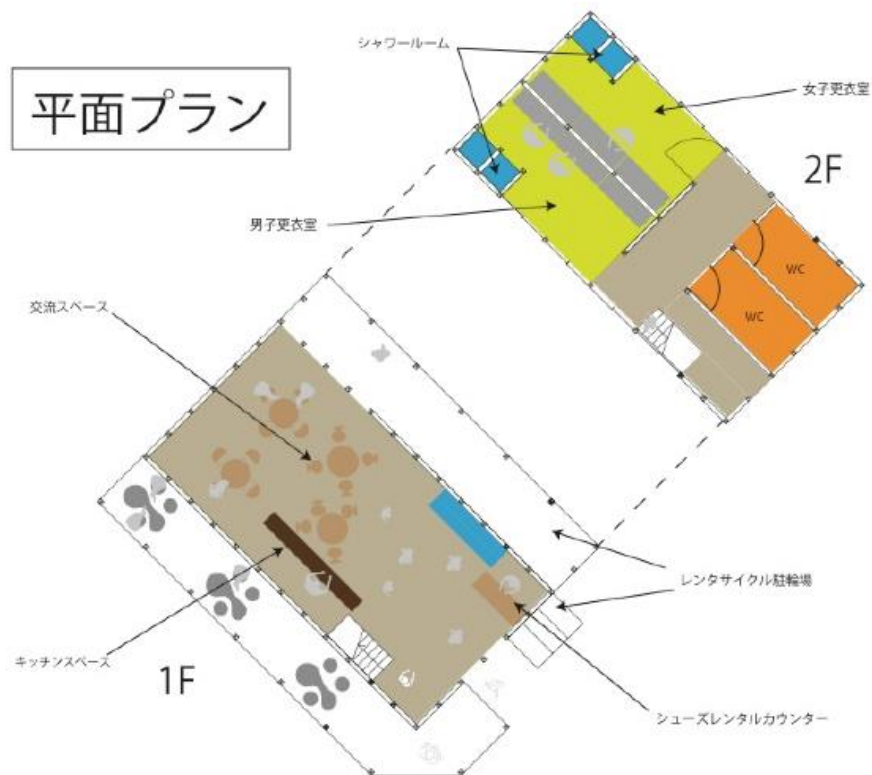 平面プラン
シャワールーム
女子更衣室
2F
男子更衣室
WC
WC
交流スペース
レンタサイクル駐輪場
キッチンスペース
1F
シューズレンタルカウンター